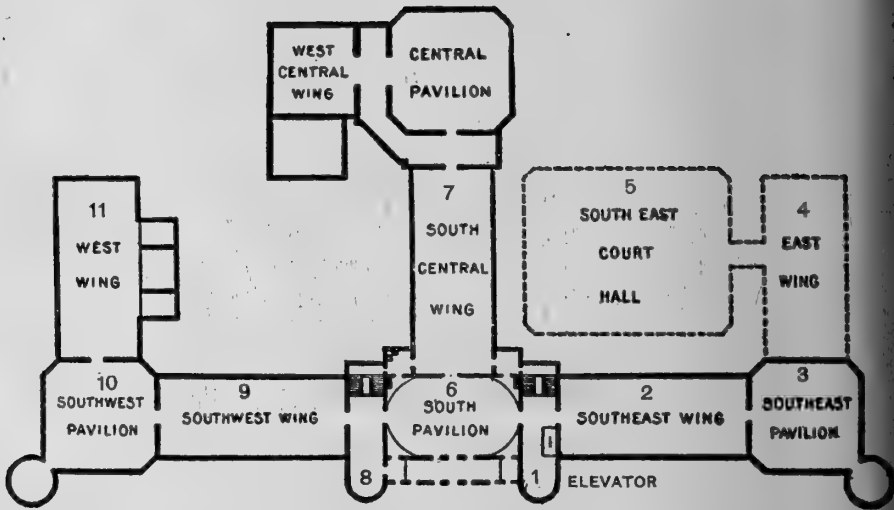 WEST
CENTRAL
WING
CENTRAL
PAVILION
11
WEST
WING
7
SOUTH
CENTRAL
WING
5
SOUTH EAST
COURT
HALL
4
EAST
WING
10
SOUTHWEST
PAVILION
9
SOUTHWEST WING
6
SOUTH
PAVILION
2
SOUTHEAST WING
3
SOUTHEAST
PAVILION
8
1
ELEVATOR